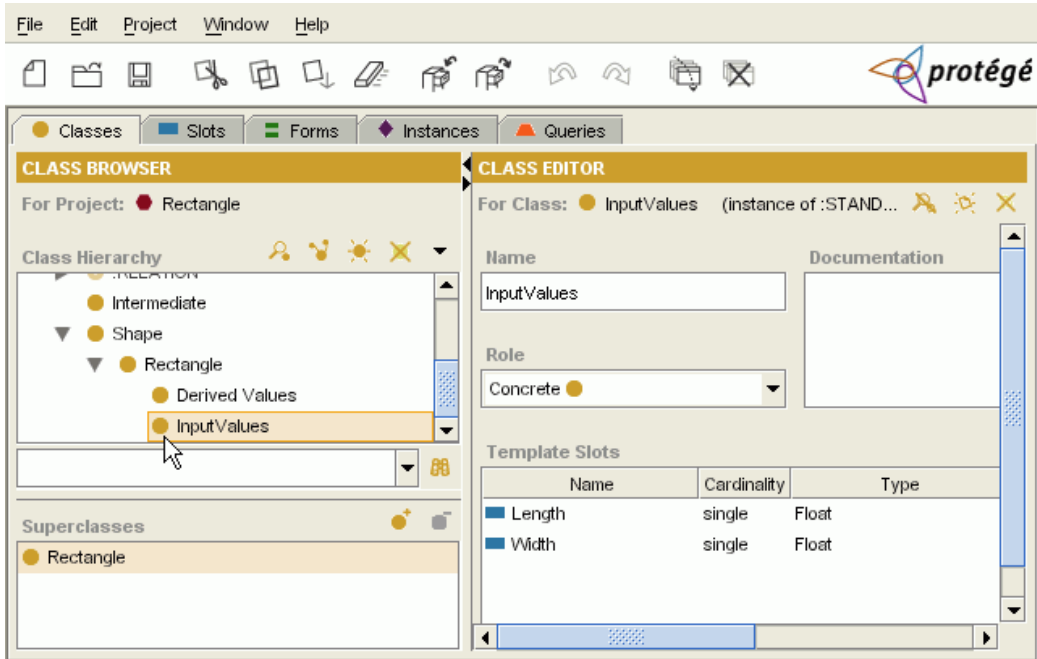 File Edit Project Window Help
protégé
Classes Slots Forms Instances Queries
CLASS BROWSER
For Project: Rectangle
Class Hierarchy
:RELATION
Intermediate
Shape
Rectangle
Derived Values
InputValues
Superclasses
Rectangle
CLASS EDITOR
For Class: InputValues (instance of :STAND...
Name Documentation
InputValues
Role
Concrete
Template Slots
Name Cardinality Type
Length single Float
Width single Float